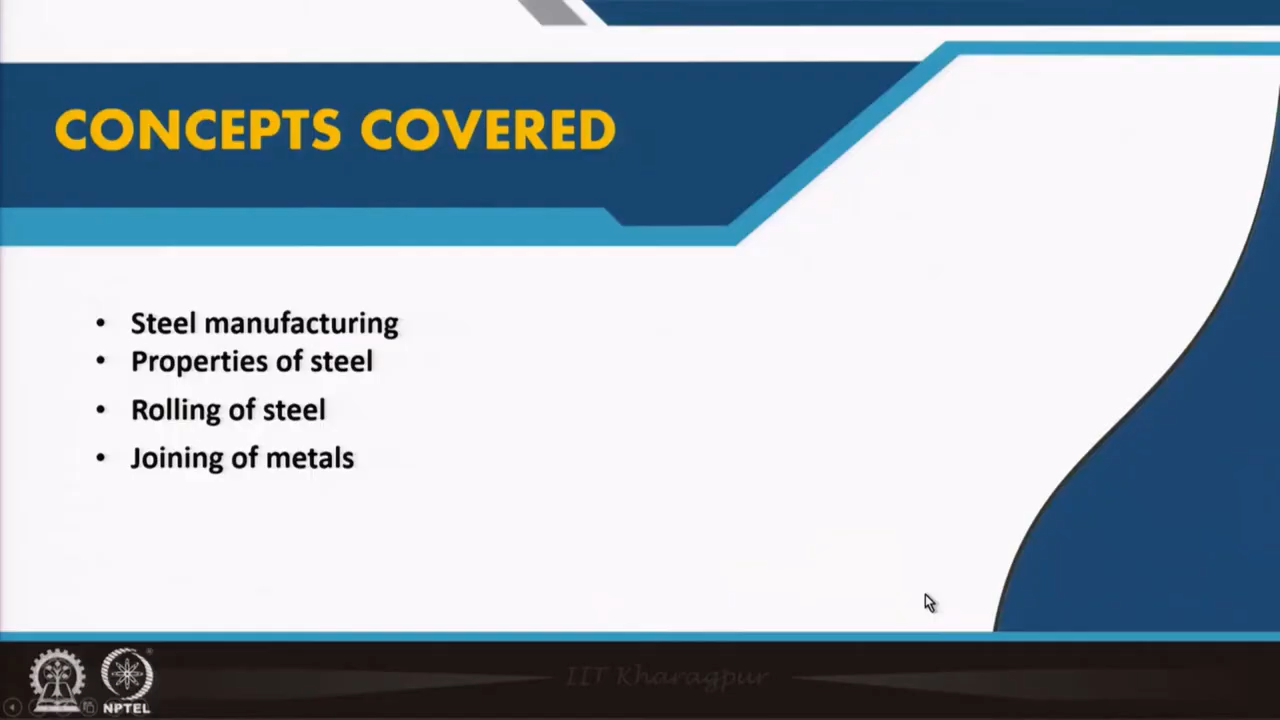 CONCEPTS COVERED
• Steel manufacturing
• Properties of steel
• Rolling of steel
• Joining of metals
IIT Kharagpur
NPTEL